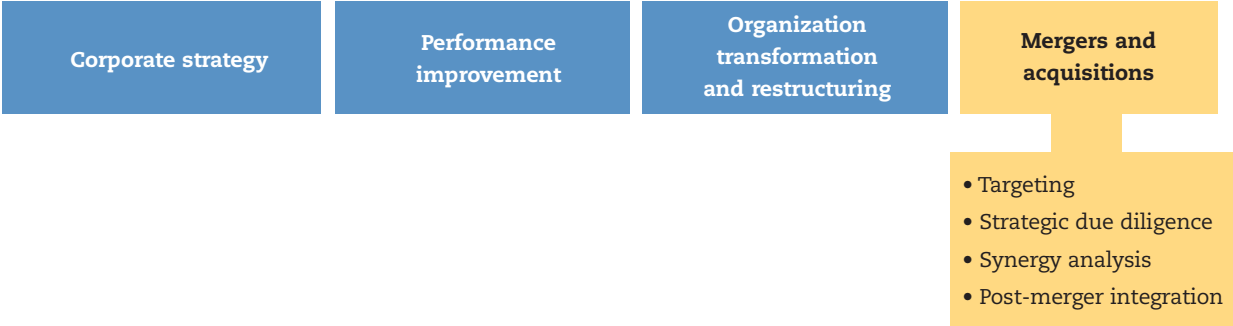 Corporate strategy
Performance
improvement
Organization
transformation
and restructuring
Mergers and
acquisitions
• Targeting
• Strategic due diligence
• Synergy analysis
• Post-merger integration